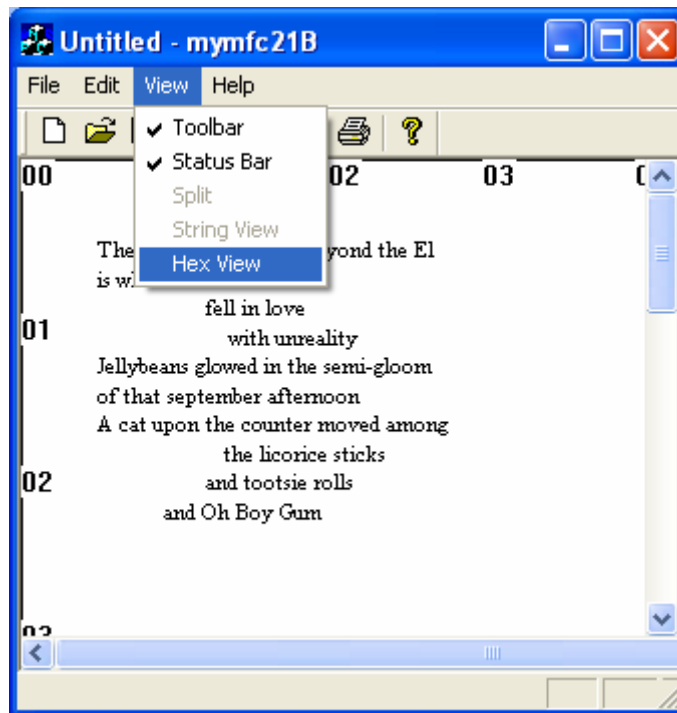 Untitled - mymfc21B
File Edit View Help
Toolbar
Status Bar
Split
String View
Hex View
00 02 03
The yond the El
is
fell in love
01
with unreality
Jellybeans glowed in the semi-gloom
of that september afternoon
A cat upon the counter moved among
the licorice sticks
02
and tootsie rolls
and Oh Boy Gum